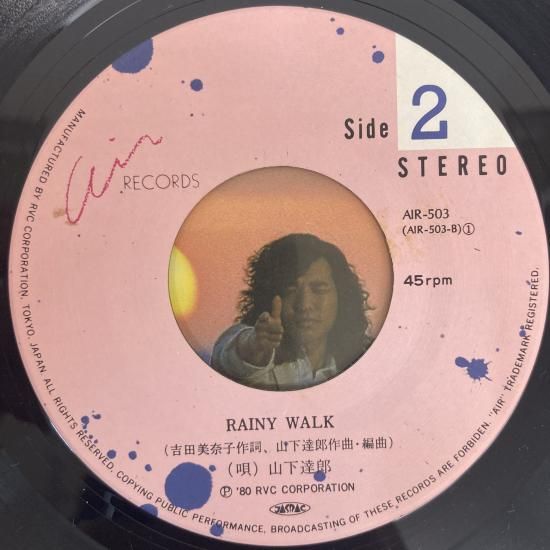 Side 2
STEREO
Air
RECORDS
AIR-503
(AIR-503-B)①
45rpm
RAINY WALK
(吉田美奈子作詞、山下達郎作曲・編曲)
(唄)山下達郎
Ⓟ '80 RVC CORPORATION
JASRAC
MANUFACTURED BY RVC CORPORATION, TOKYO, JAPAN. ALL RIGHTS RESERVED. COPYING PUBLIC PERFORMANCE, BROADCASTING OF THESE RECORDS ARE FORBIDDEN. "AIR" TRADEMARK REGISTERED.